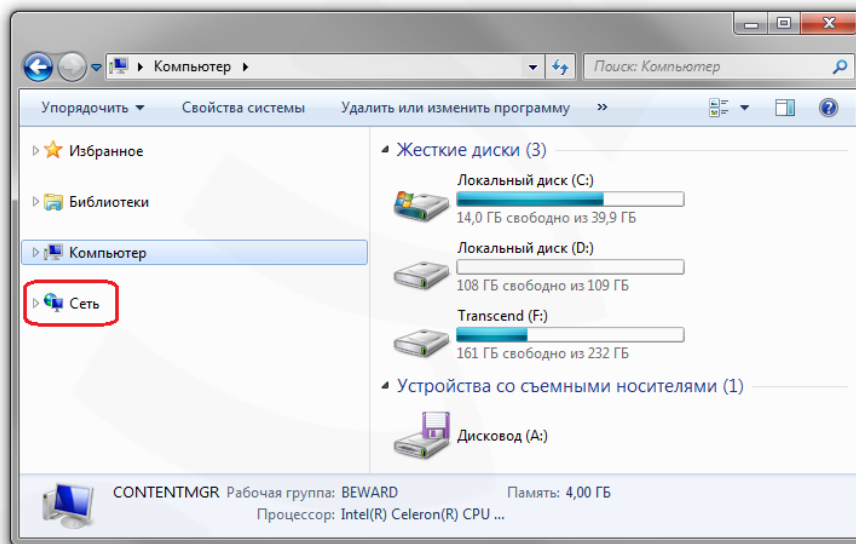 Компьютер
Поиск: Компьютер
Упорядочить Свойства системы Удалить или изменить программу »
Избранное
Библиотеки
Компьютер
Сеть
Жесткие диски (3)
Локальный диск (C:)
14,0 ГБ свободно из 39,9 ГБ
Локальный диск (D:)
108 ГБ свободно из 109 ГБ
Transcend (F:)
161 ГБ свободно из 232 ГБ
Устройства со съемными носителями (1)
Дисковод (A:)
CONTENTMGR Рабочая группа: BEWARD Память: 4,00 ГБ
Процессор: Intel(R) Celeron(R) CPU ...